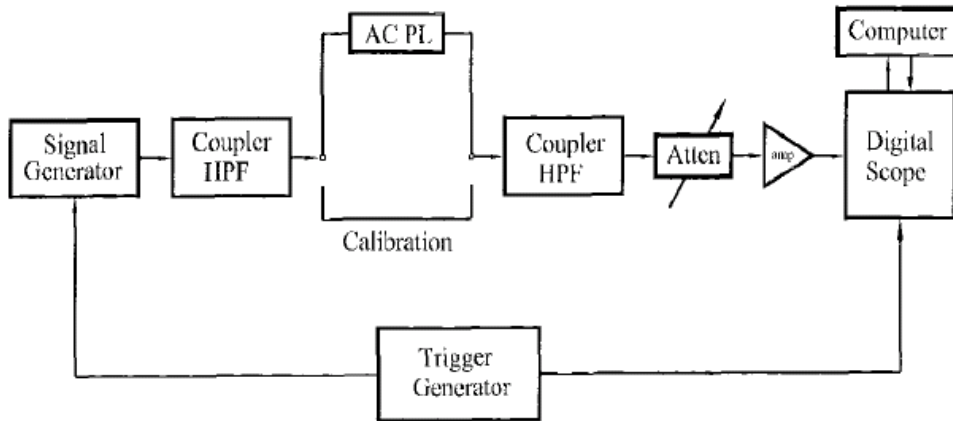 AC PL
Computer
Signal
Generator
Coupler
HPF
Coupler
HPF
Atten
amp
Digital
Scope
Calibration
Trigger
Generator